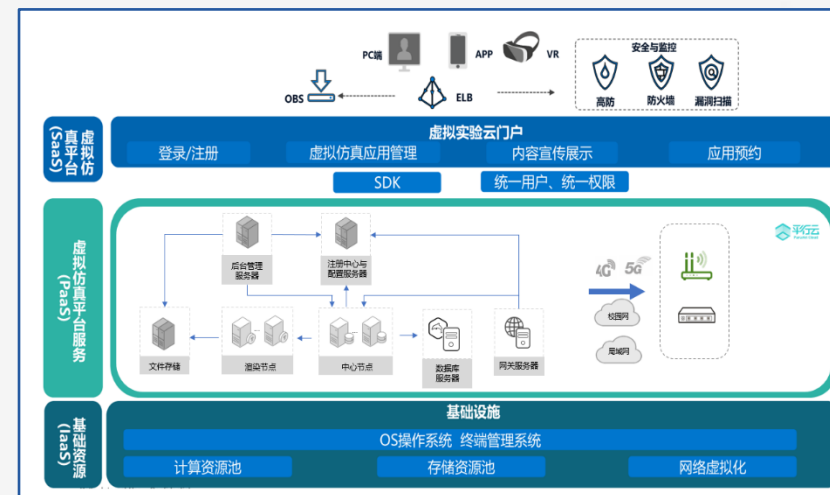 PC端
APP
VR
安全与监控
OBS
ELB
高防
防火墙
漏洞扫描
虚拟仿
真平台
(SaaS)
虚拟实验云门户
登录/注册
虚拟仿真应用管理
内容宣传展示
应用预约
SDK
统一用户、统一权限
虚拟仿真平台服务
(PaaS)
平行云
后台管理
服务器
注册中心与
配置服务器
4G
5G
校园网
局域网
文件存储
渲染节点
中心节点
数据库
服务器
网关服务器
基础资源
(IaaS)
基础设施
OS操作系统 终端管理系统
计算资源池
存储资源池
网络虚拟化